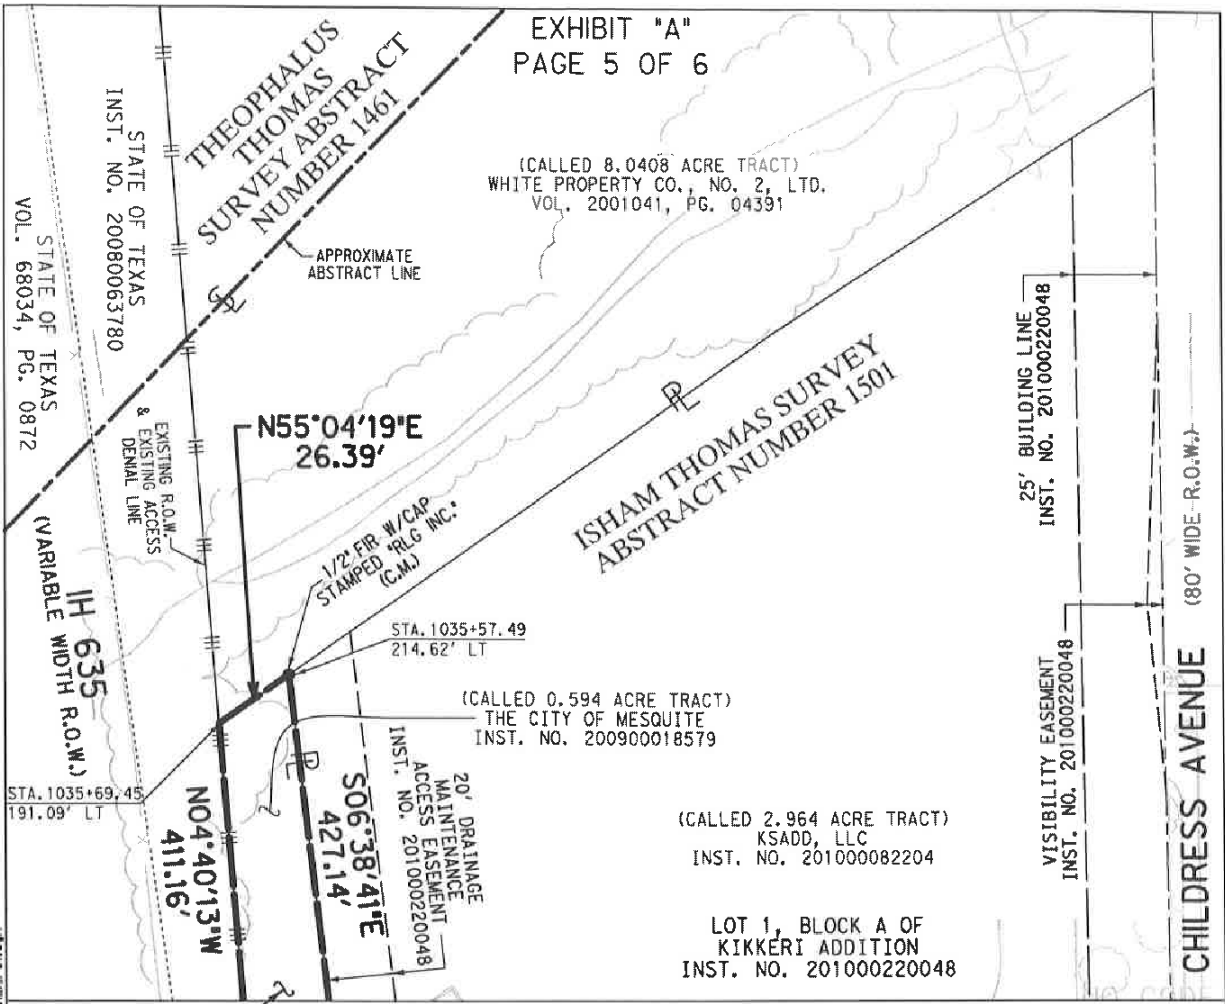 EXHIBIT "A"
PAGE 5 OF 6
THEOPHALUS
THOMAS
SURVEY ABSTRACT
NUMBER 1461
STATE OF TEXAS
INST. NO. 20080063780
STATE OF TEXAS
VOL. 68034, PG. 0872
(CALLED 8.0408 ACRE TRACT)
WHITE PROPERTY CO., NO. 2, LTD.
VOL. 2001041, PG. 04391
APPROXIMATE
ABSTRACT LINE
EXISTING R.O.W.
& EXISTING ACCESS
DENIAL LINE
N55°04'19"E
26.39'
ISHAM THOMAS SURVEY
ABSTRACT NUMBER 1501
PL
25' BUILDING LINE
INST. NO. 201000220048
(80' WIDE R.O.W.)
CHILDRESS AVENUE
VISIBILITY EASEMENT
INST. NO. 201000220048
1/2" FIR W/CAP
STAMPED "RLG INC."
(C.M.)
STA. 1035+57.49
214.62' LT
IH 635
(VARIABLE WIDTH R.O.W.)
STA. 1035+69.45
191.09' LT
(CALLED 0.594 ACRE TRACT)
THE CITY OF MESQUITE
INST. NO. 200900018579
PL
20' DRAINAGE
MAINTENANCE
ACCESS EASEMENT
INST. NO. 201000220048
S06°38'41"E
427.14'
N04°40'13"W
411.16'
(CALLED 2.964 ACRE TRACT)
KSADD, LLC
INST. NO. 201000082204
LOT 1, BLOCK A OF
KIKKERI ADDITION
INST. NO. 201000220048